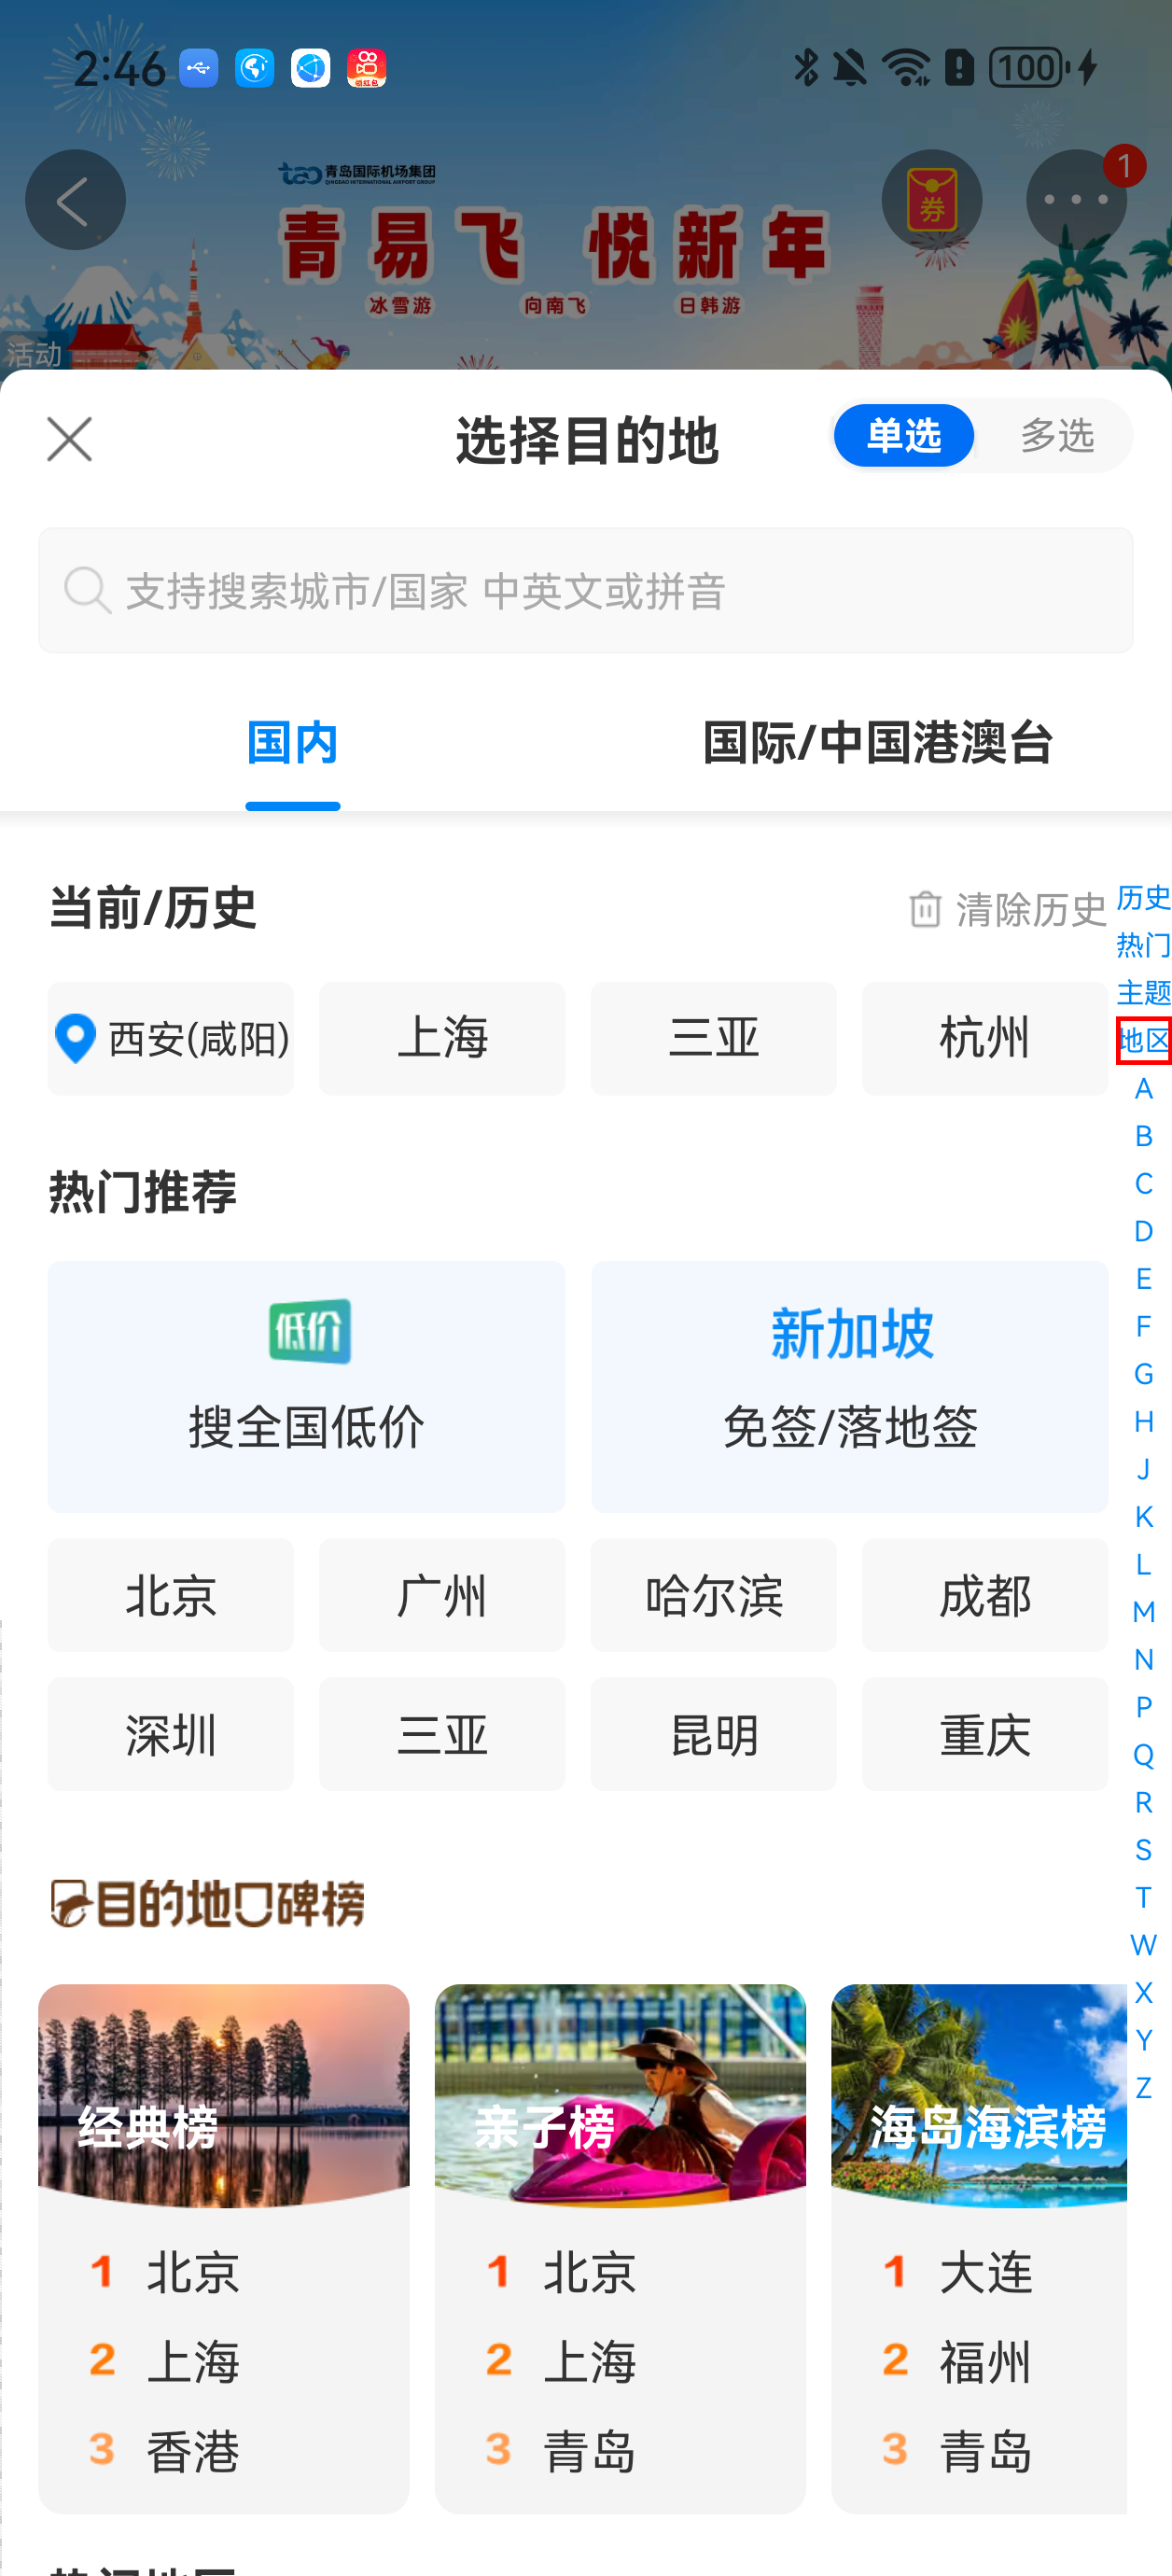 2:46
领红包
100
青岛国际机场集团
QINGDAO INTERNATIONAL AIRPORT GROUP
券
1
青易飞 悦新年
冰雪游 向南飞 日韩游
活动
选择目的地
单选 多选
支持搜索城市/国家 中英文或拼音
国内 国际/中国港澳台
当前/历史 清除历史
西安(咸阳) 上海 三亚 杭州
热门推荐
低价
搜全国低价
新加坡
免签/落地签
北京 广州 哈尔滨 成都
深圳 三亚 昆明 重庆
目的地口碑榜
经典榜
1 北京
2 上海
3 香港
亲子榜
1 北京
2 上海
3 青岛
海岛海滨榜
1 大连
2 福州
3 青岛
热门地区
历史
热门
主题
地区
A
B
C
D
E
F
G
H
J
K
L
M
N
P
Q
R
S
T
W
X
Y
Z